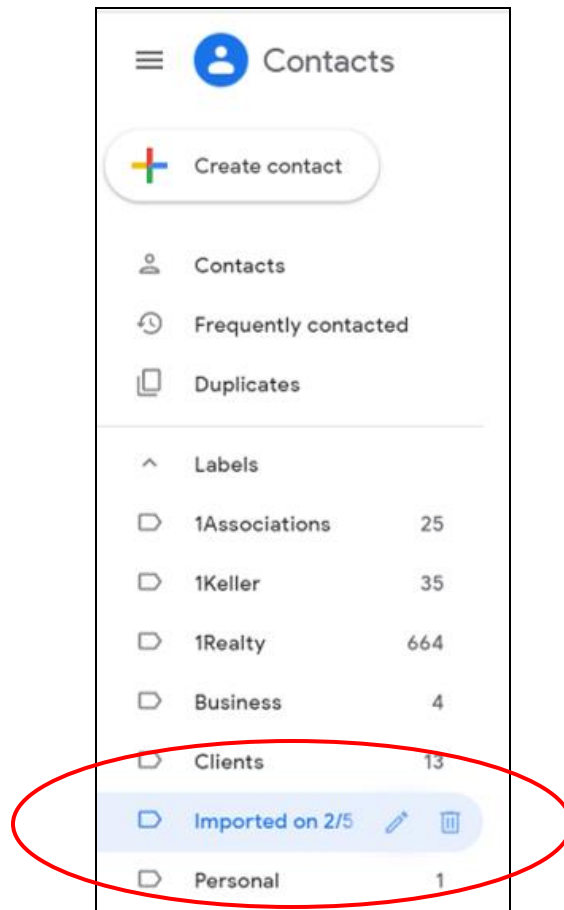 Contacts
Create contact
Contacts
Frequently contacted
Duplicates
Labels
1Associations 25
1Keller 35
1Realty 664
Business 4
Clients 13
Imported on 2/5
Personal 1